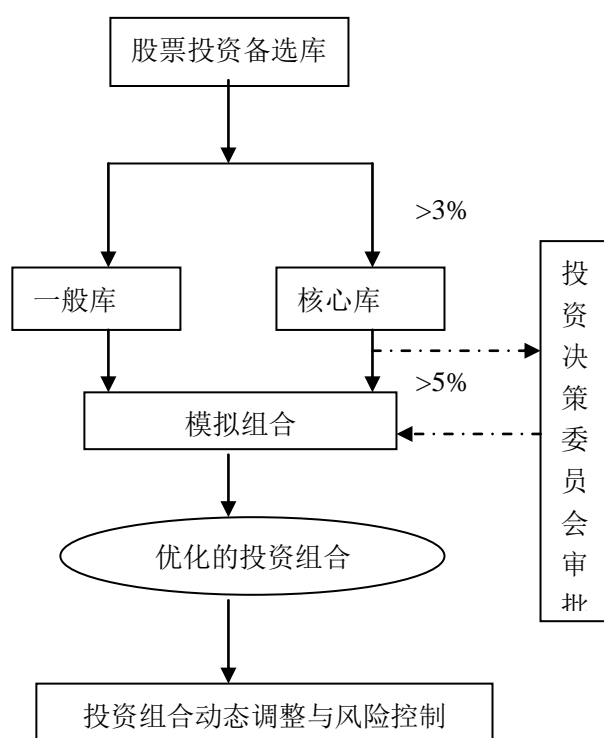 股票投资备选库
>3%
一般库
核心库
>5%
模拟组合
投资决策委员会审批
优化的投资组合
投资组合动态调整与风险控制